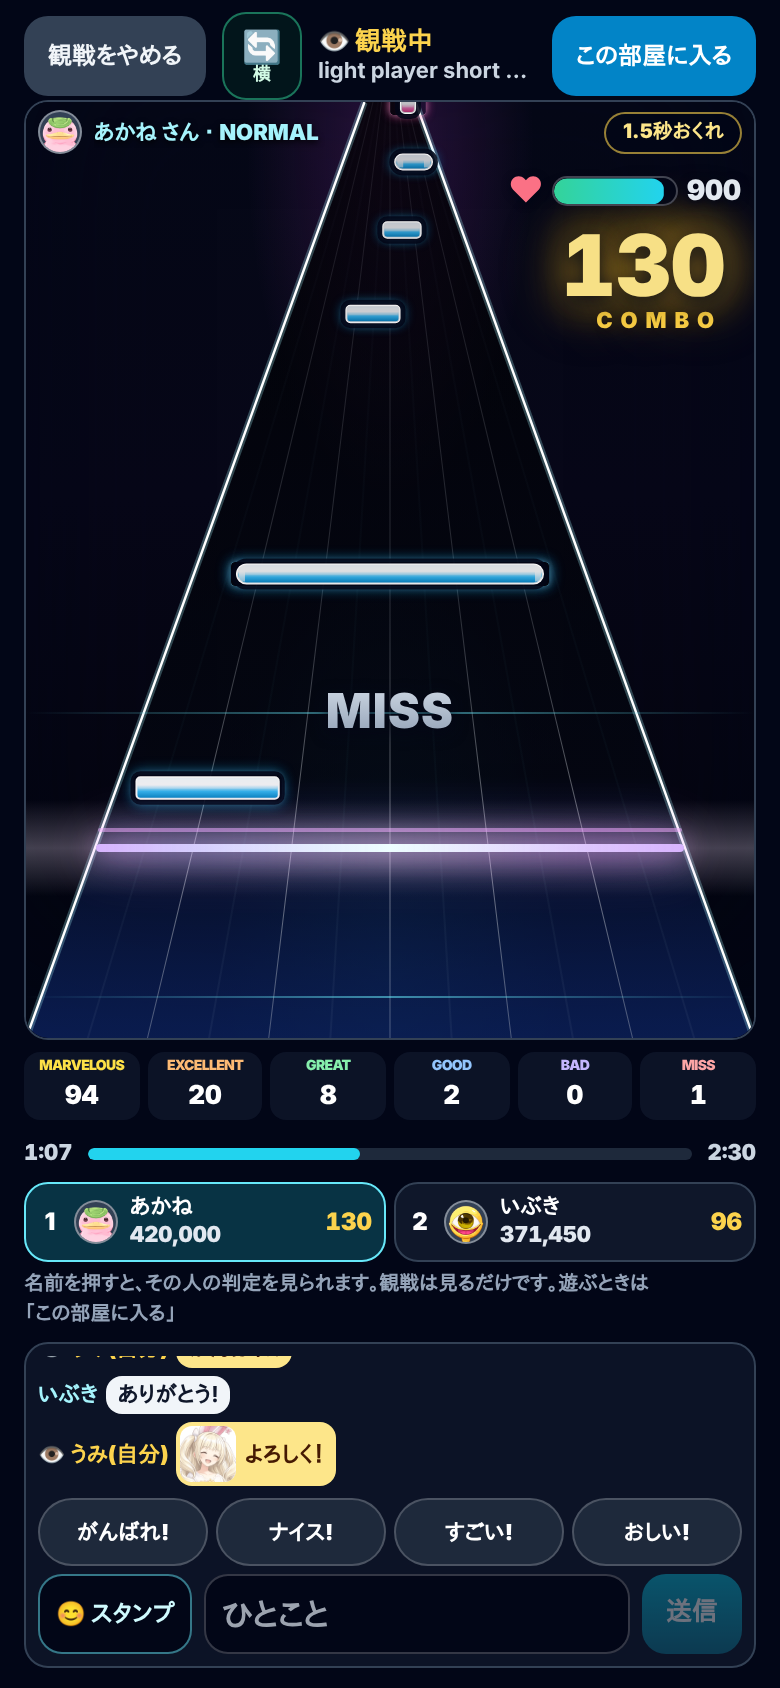 観戦をやめる
横
観戦中
light player short …
この部屋に入る
あかね さん・NORMAL
1.5秒おくれ
900
130
COMBO
MISS
MARVELOUS
94
EXCELLENT
20
GREAT
8
GOOD
2
BAD
0
MISS
1
1:07
2:30
1
あかね
420,000
130
2
いぶき
371,450
96
名前を押すと、その人の判定を見られます。観戦は見るだけです。遊ぶときは
「この部屋に入る」
いぶき ありがとう!
うみ(自分) よろしく!
がんばれ!
ナイス!
すごい!
おしい!
スタンプ
ひとこと
送信